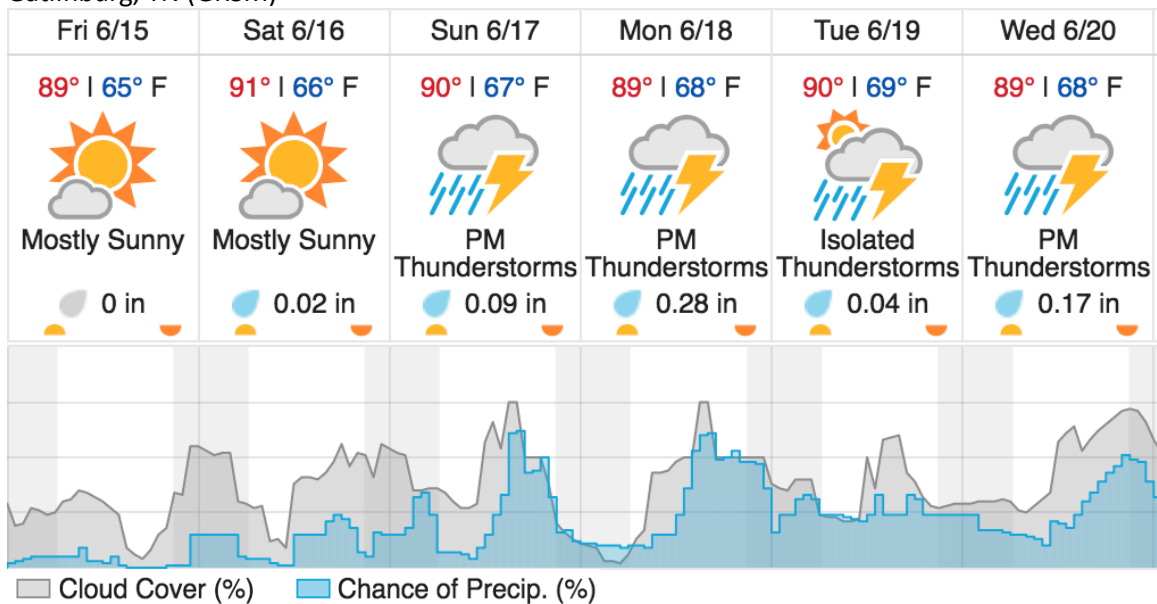 Fri 6/15 Sat 6/16 Sun 6/17 Mon 6/18 Tue 6/19 Wed 6/20
89° | 65° F 91° | 66° F 90° | 67° F 89° | 68° F 90° | 69° F 89° | 68° F
Mostly Sunny Mostly Sunny PM Thunderstorms PM Thunderstorms Isolated Thunderstorms PM Thunderstorms
0 in 0.02 in 0.09 in 0.28 in 0.04 in 0.17 in
Cloud Cover (%) Chance of Precip. (%)